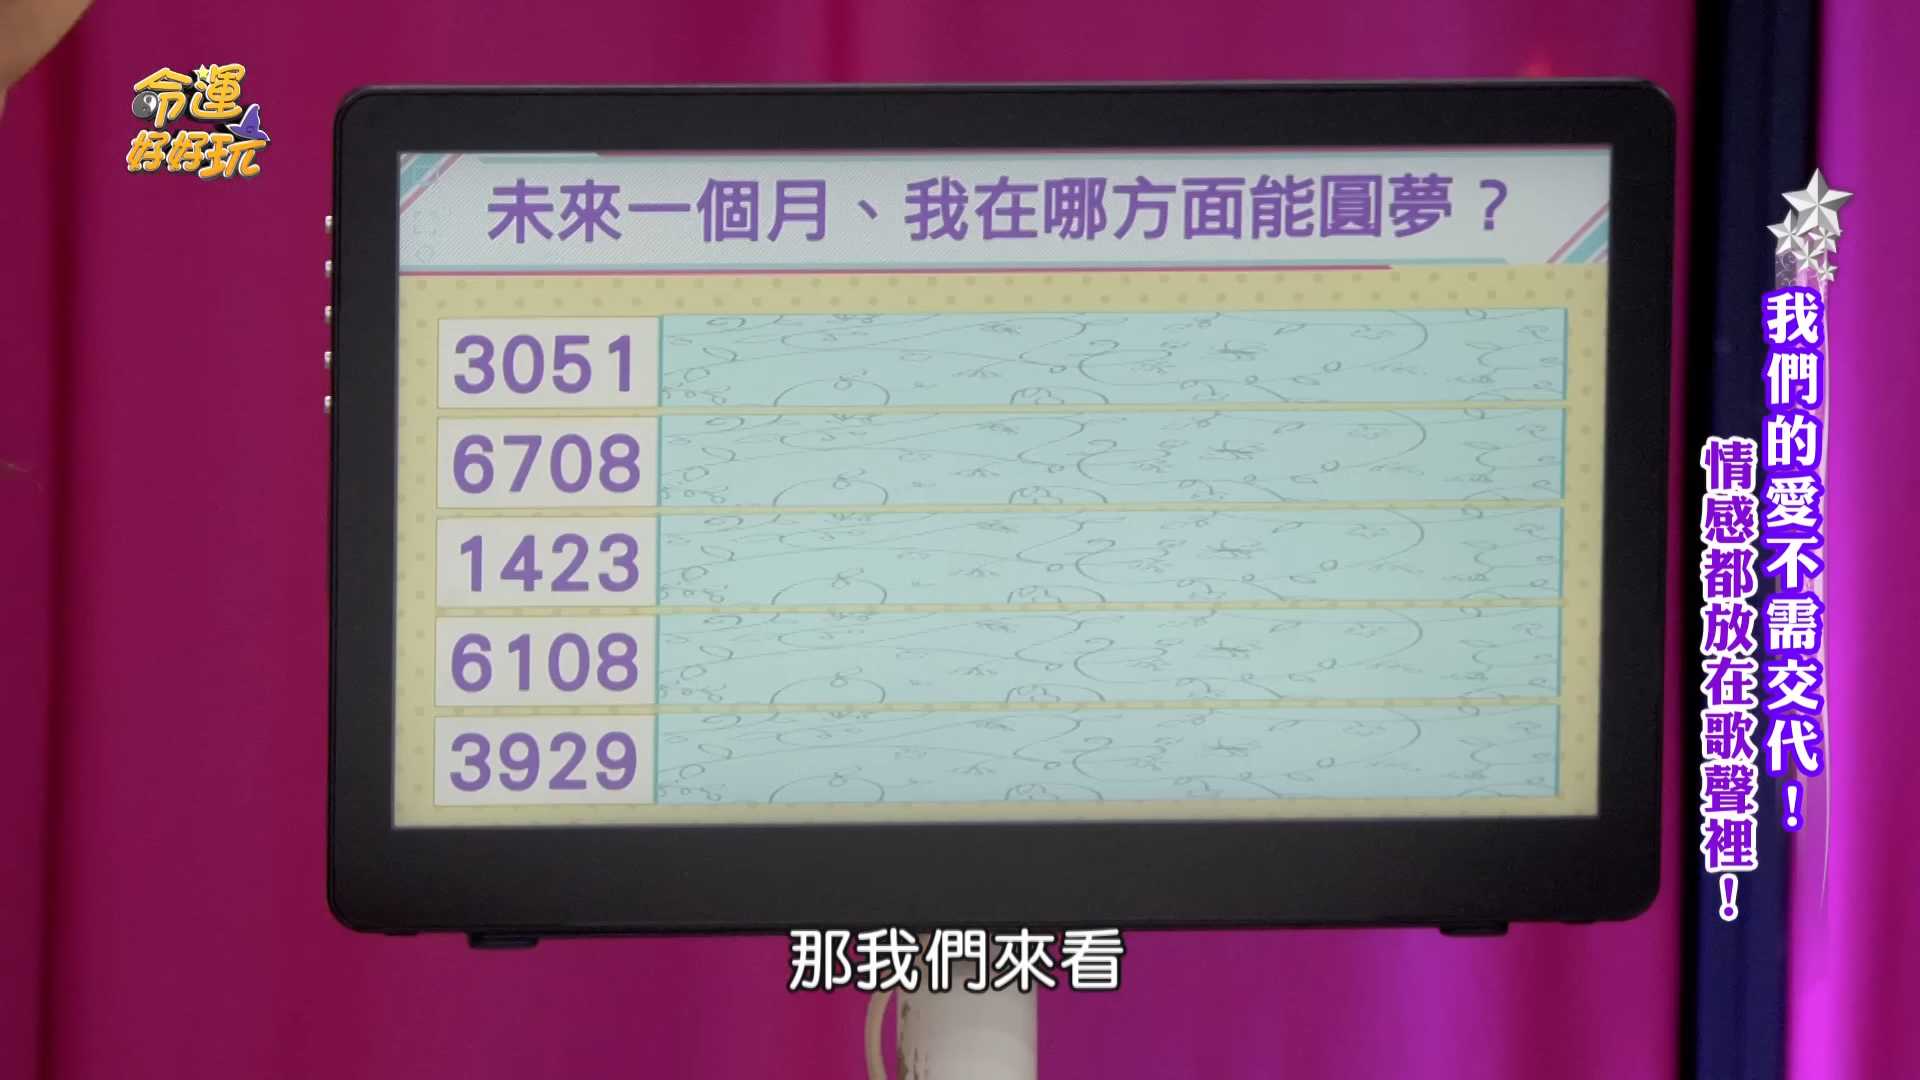 命運
好好玩
未來一個月、我在哪方面能圓夢？
3051
6708
1423
6108
3929
我們的愛不需交代！
情感都放在歌聲裡！
那我們來看